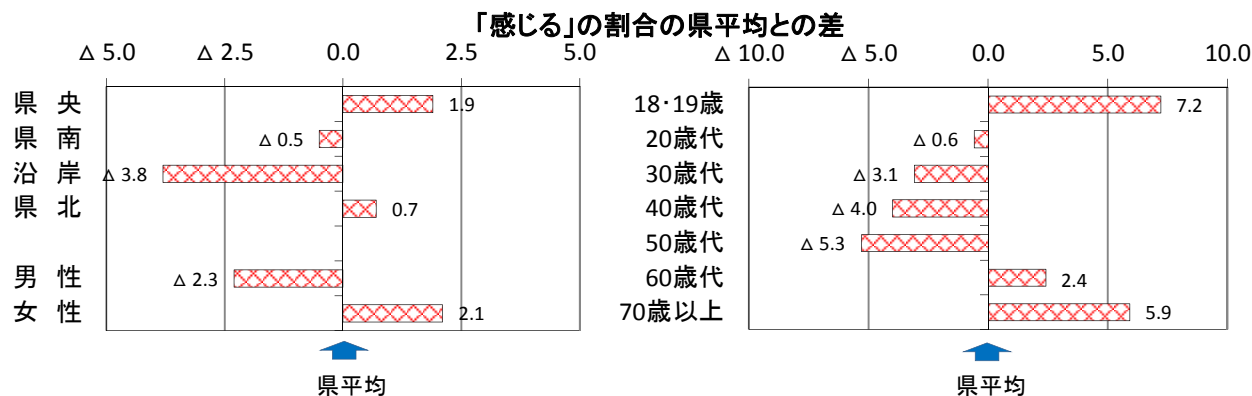 「感じる」の割合の県平均との差
△ 5.0 △ 2.5 0.0 2.5 5.0
県 央 1.9
県 南 △ 0.5
沿 岸 △ 3.8
県 北 0.7
男 性 △ 2.3
女 性 2.1
県平均
△ 10.0 △ 5.0 0.0 5.0 10.0
18・19歳 7.2
20歳代 △ 0.6
30歳代 △ 3.1
40歳代 △ 4.0
50歳代 △ 5.3
60歳代 2.4
70歳以上 5.9
県平均